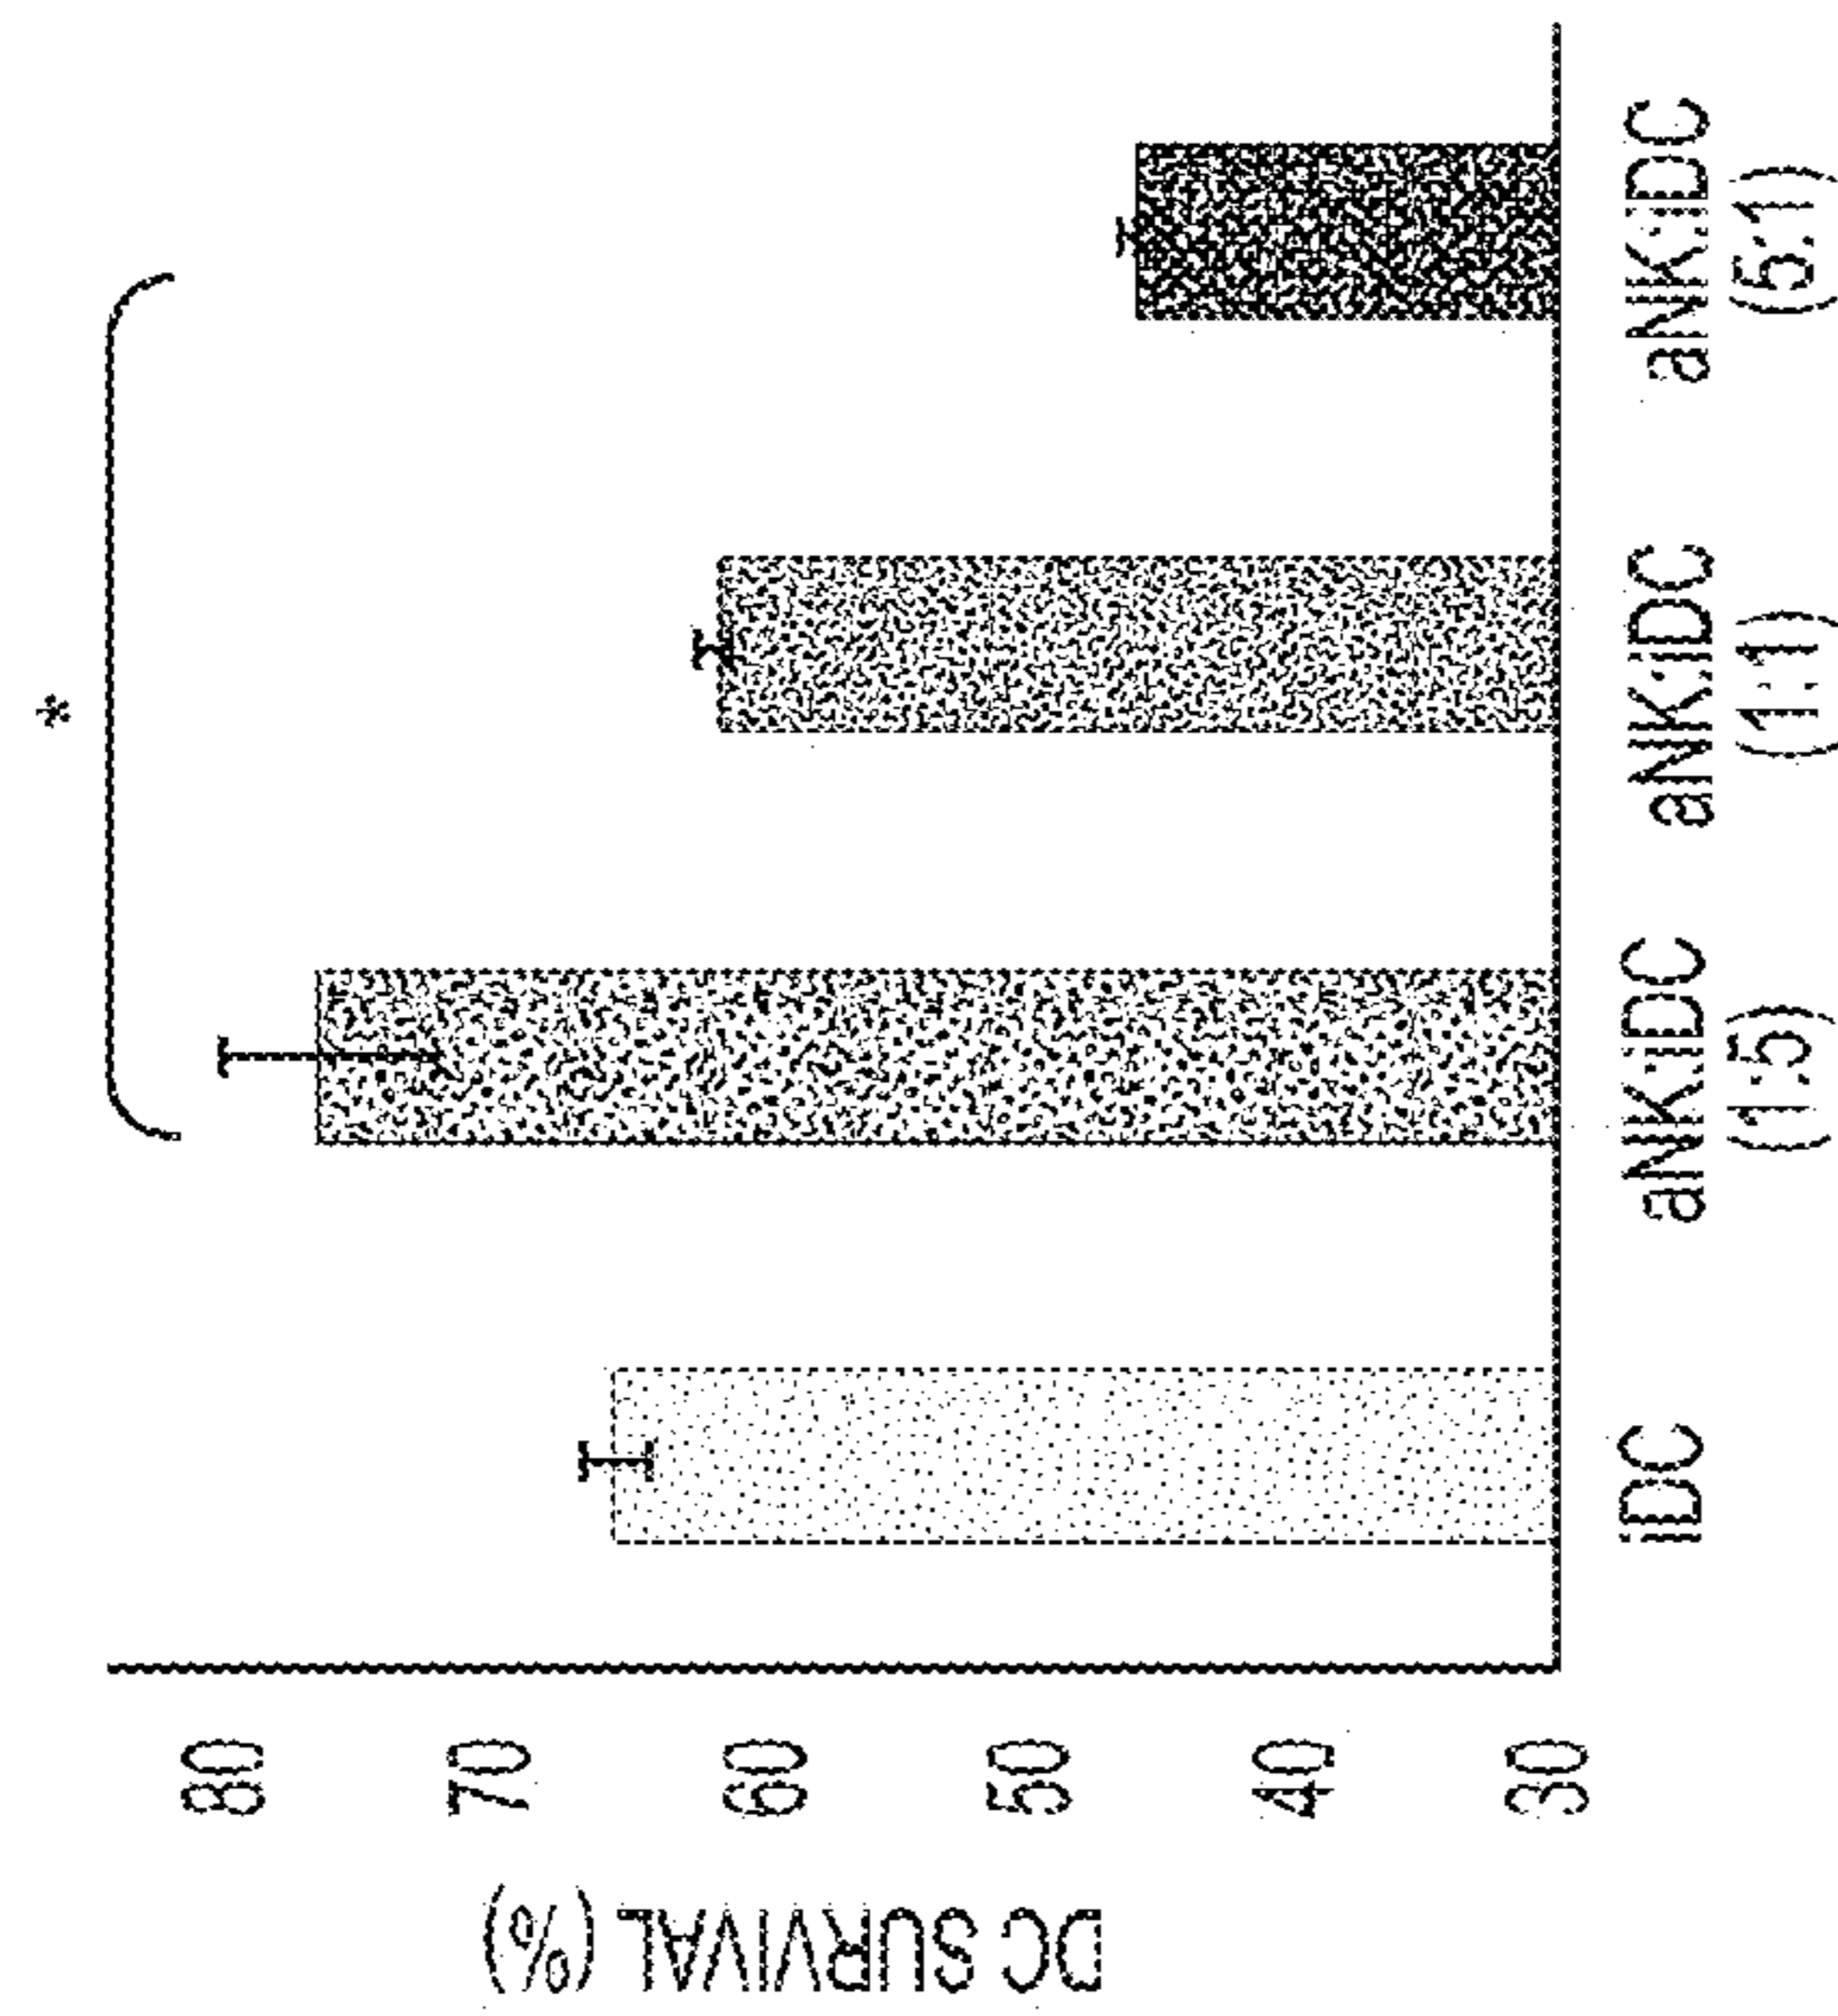 *
DC SURVIVAL (%)
80
70
60
50
40
30
iDC
aNK:iDC
(1:5)
aNK:iDC
(1:1)
aNK:iDC
(5:1)